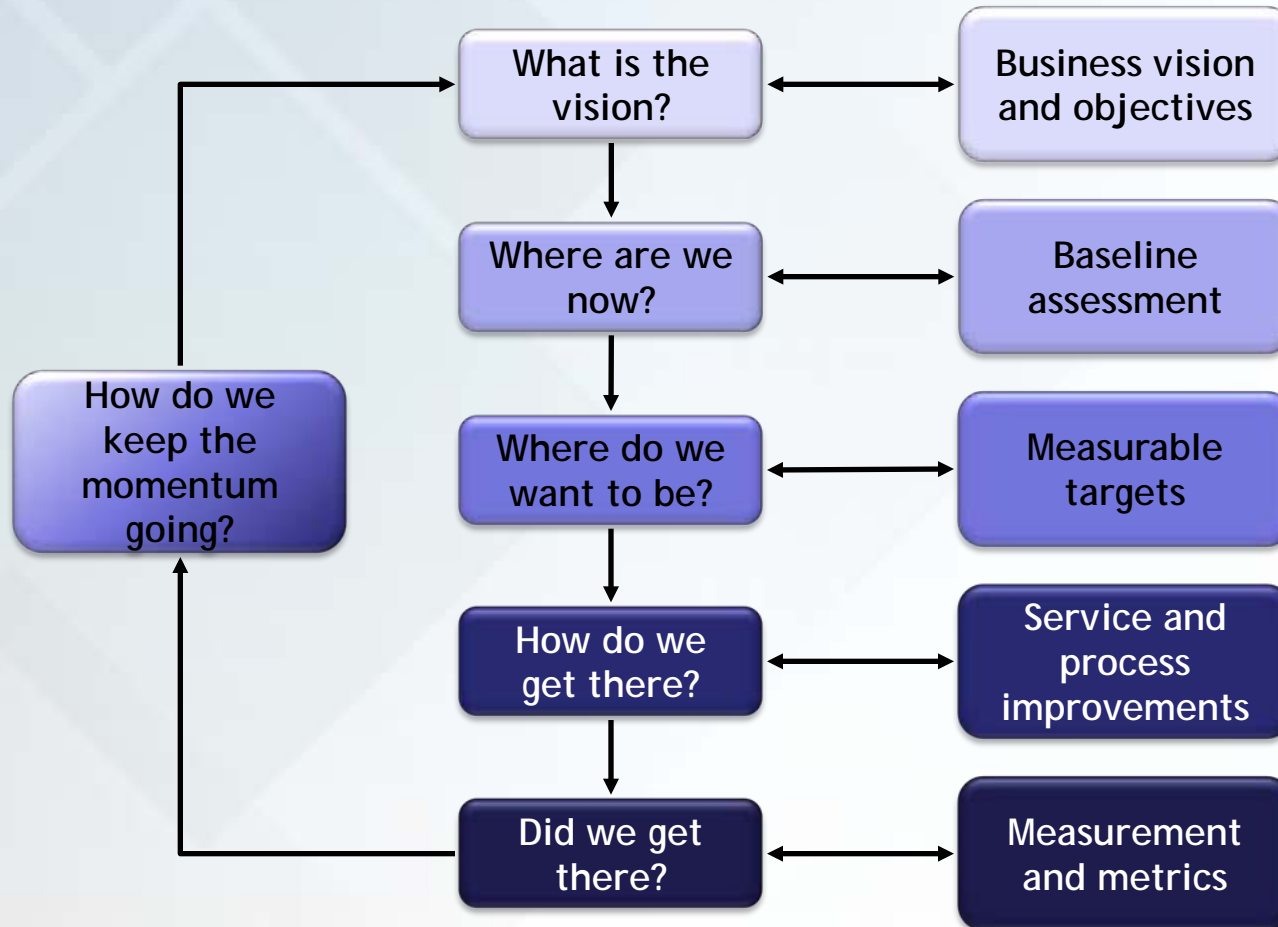 What is the
vision?
Business vision
and objectives
Where are we
now?
Baseline
assessment
How do we
keep the
momentum
going?
Where do we
want to be?
Measurable
targets
How do we
get there?
Service and
process
improvements
Did we get
there?
Measurement
and metrics